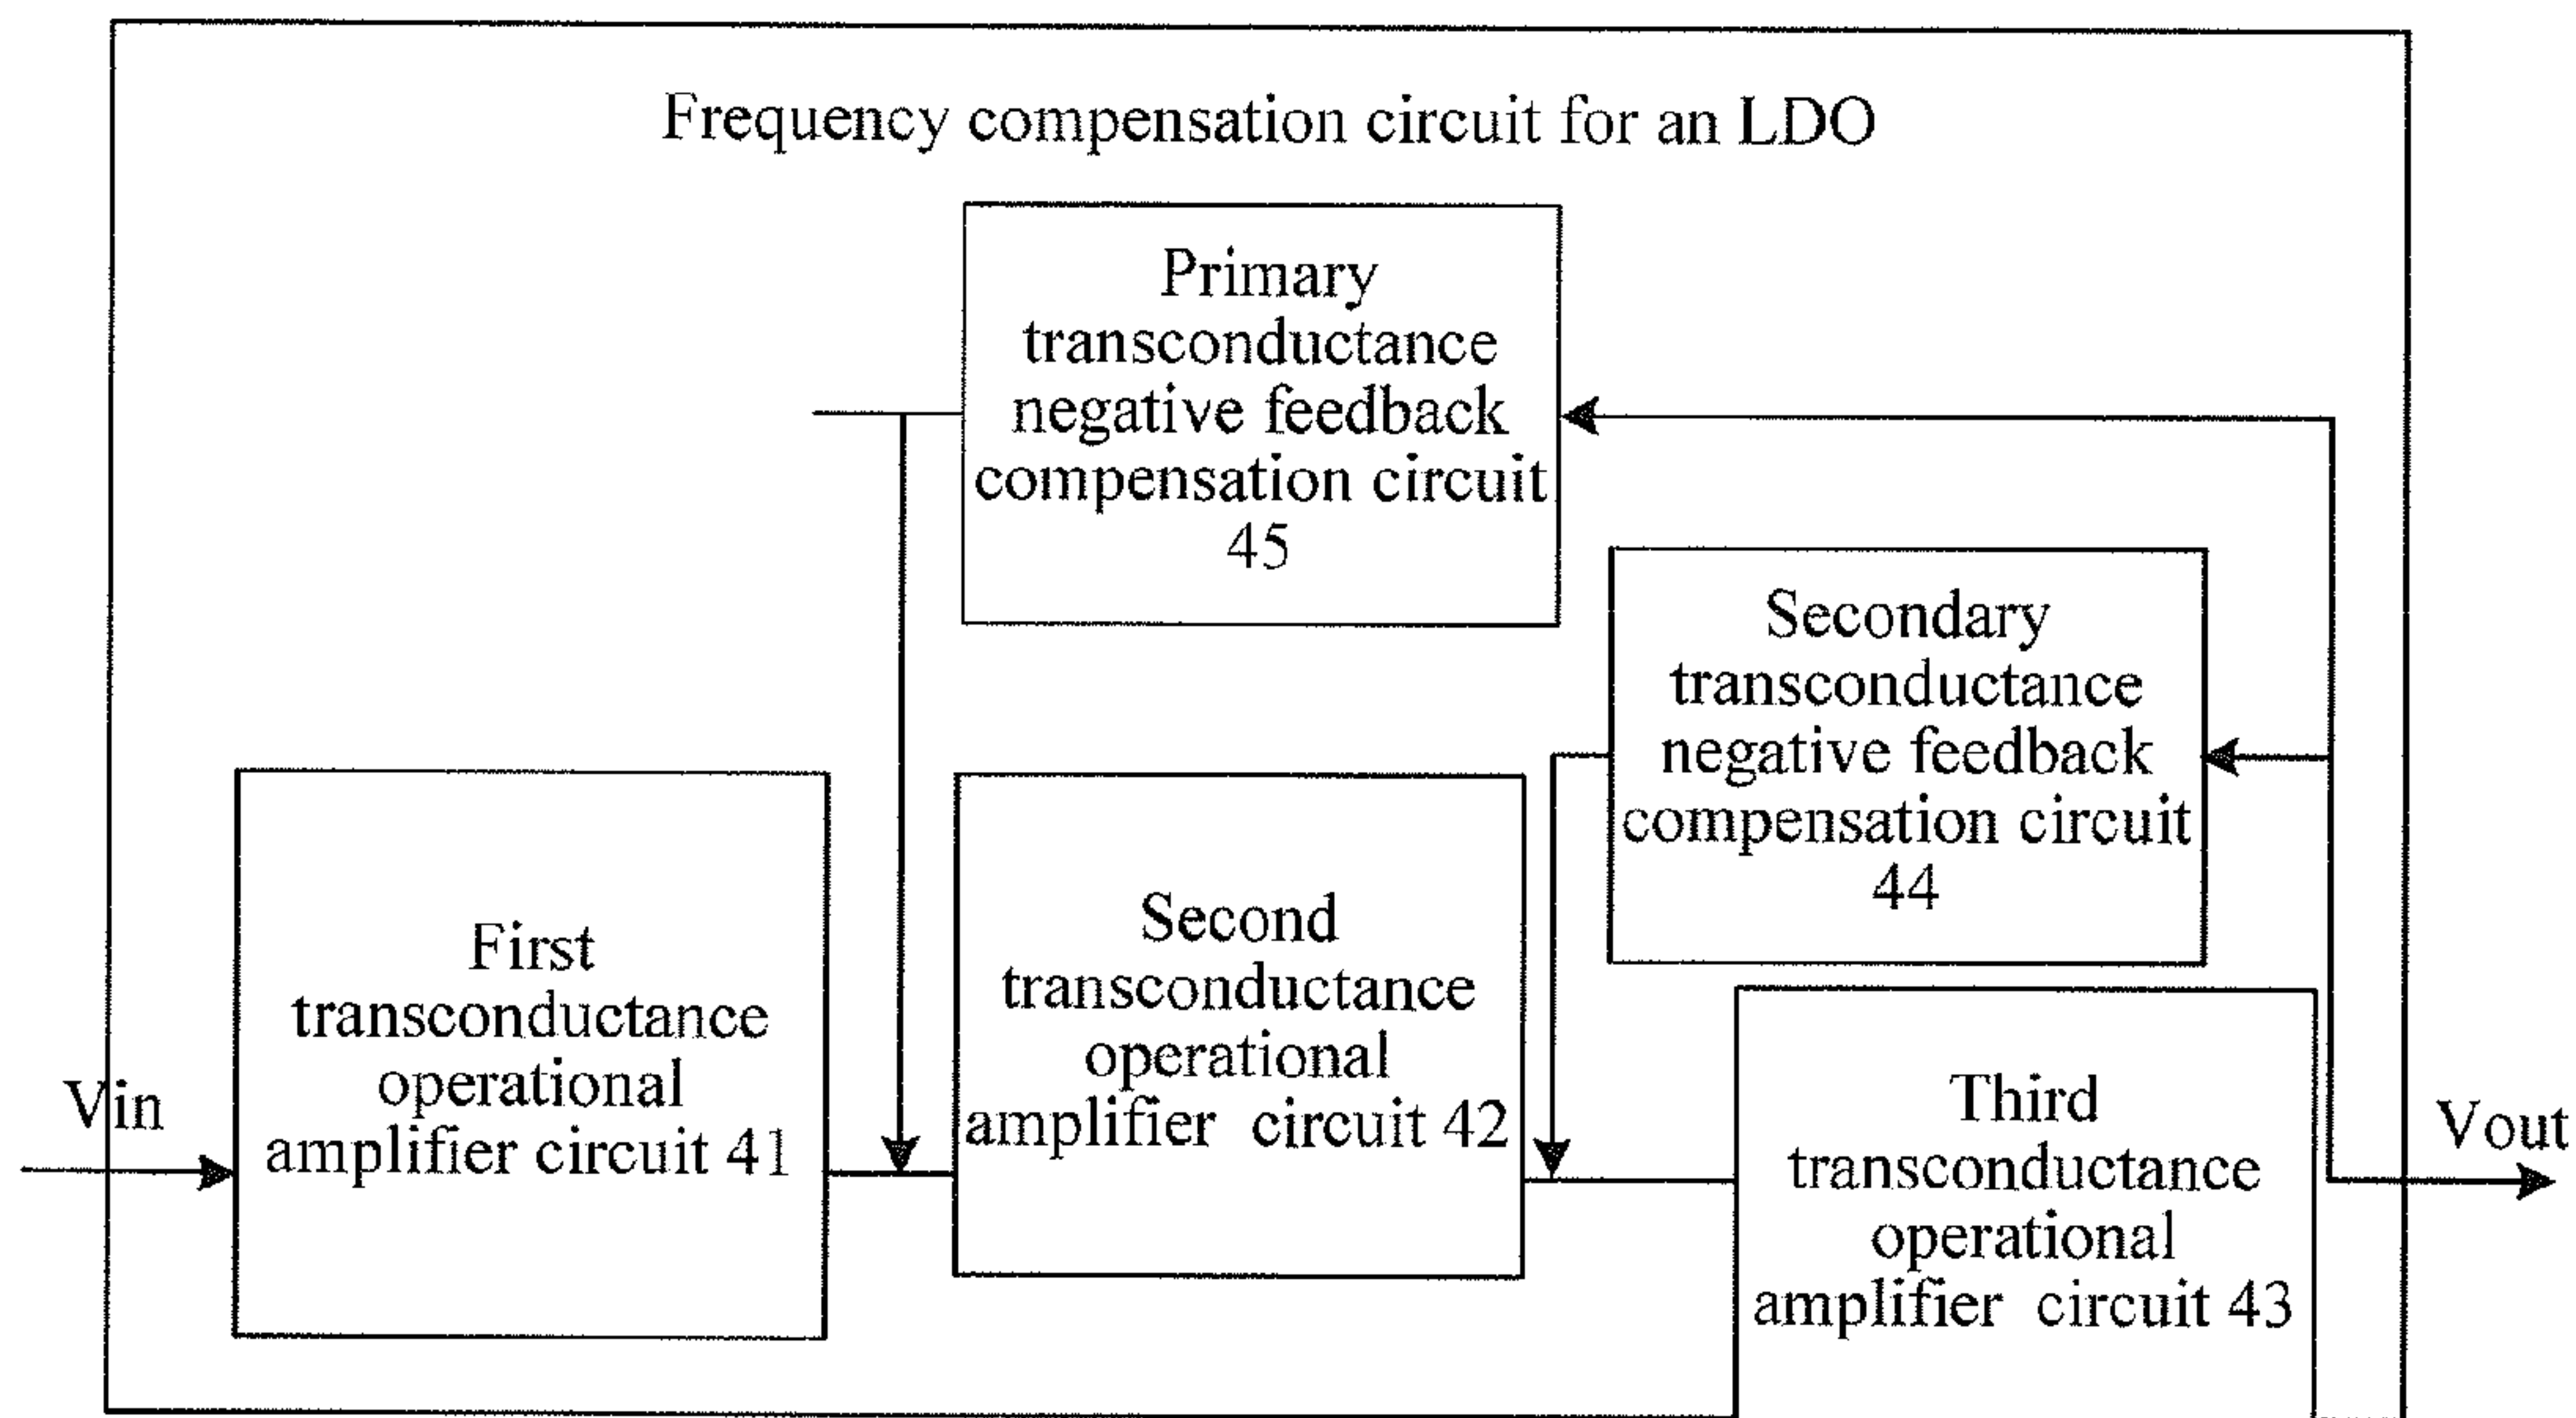 Frequency compensation circuit for an LDO
Primary
transconductance
negative feedback
compensation circuit
45
Secondary
transconductance
negative feedback
compensation circuit
44
First
transconductance
operational
amplifier circuit 41
Second
transconductance
operational
amplifier circuit 42
Third
transconductance
operational
amplifier circuit 43
Vin
Vout